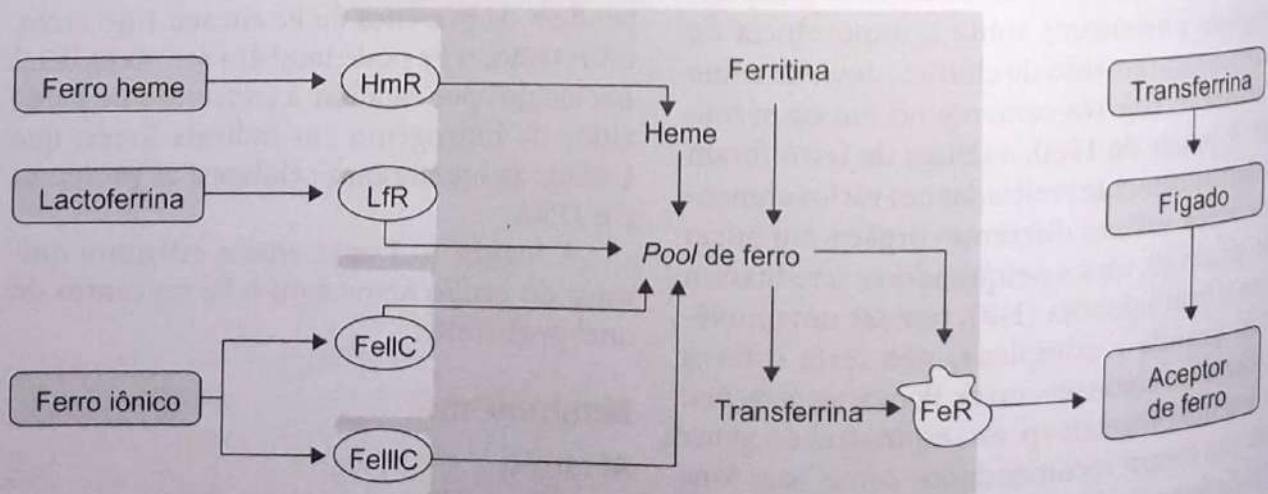 Ferro heme
HmR
Ferritina
Transferrina
Heme
Lactoferrina
LfR
Fígado
Pool de ferro
FeIIC
Ferro iônico
Transferrina
FeR
Aceptor
de ferro
FeIIIC